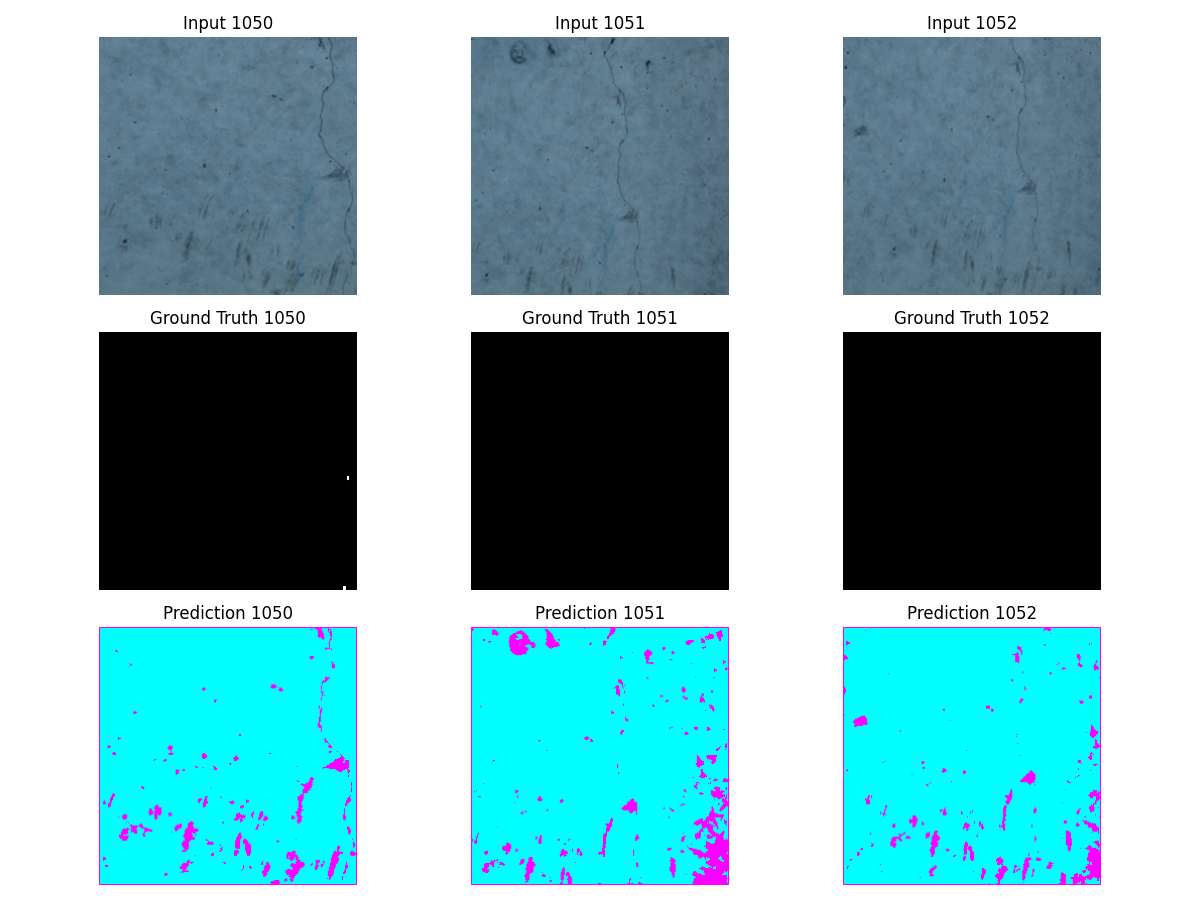 Input 1050
Input 1051
Input 1052
Ground Truth 1050
Ground Truth 1051
Ground Truth 1052
Prediction 1050
Prediction 1051
Prediction 1052